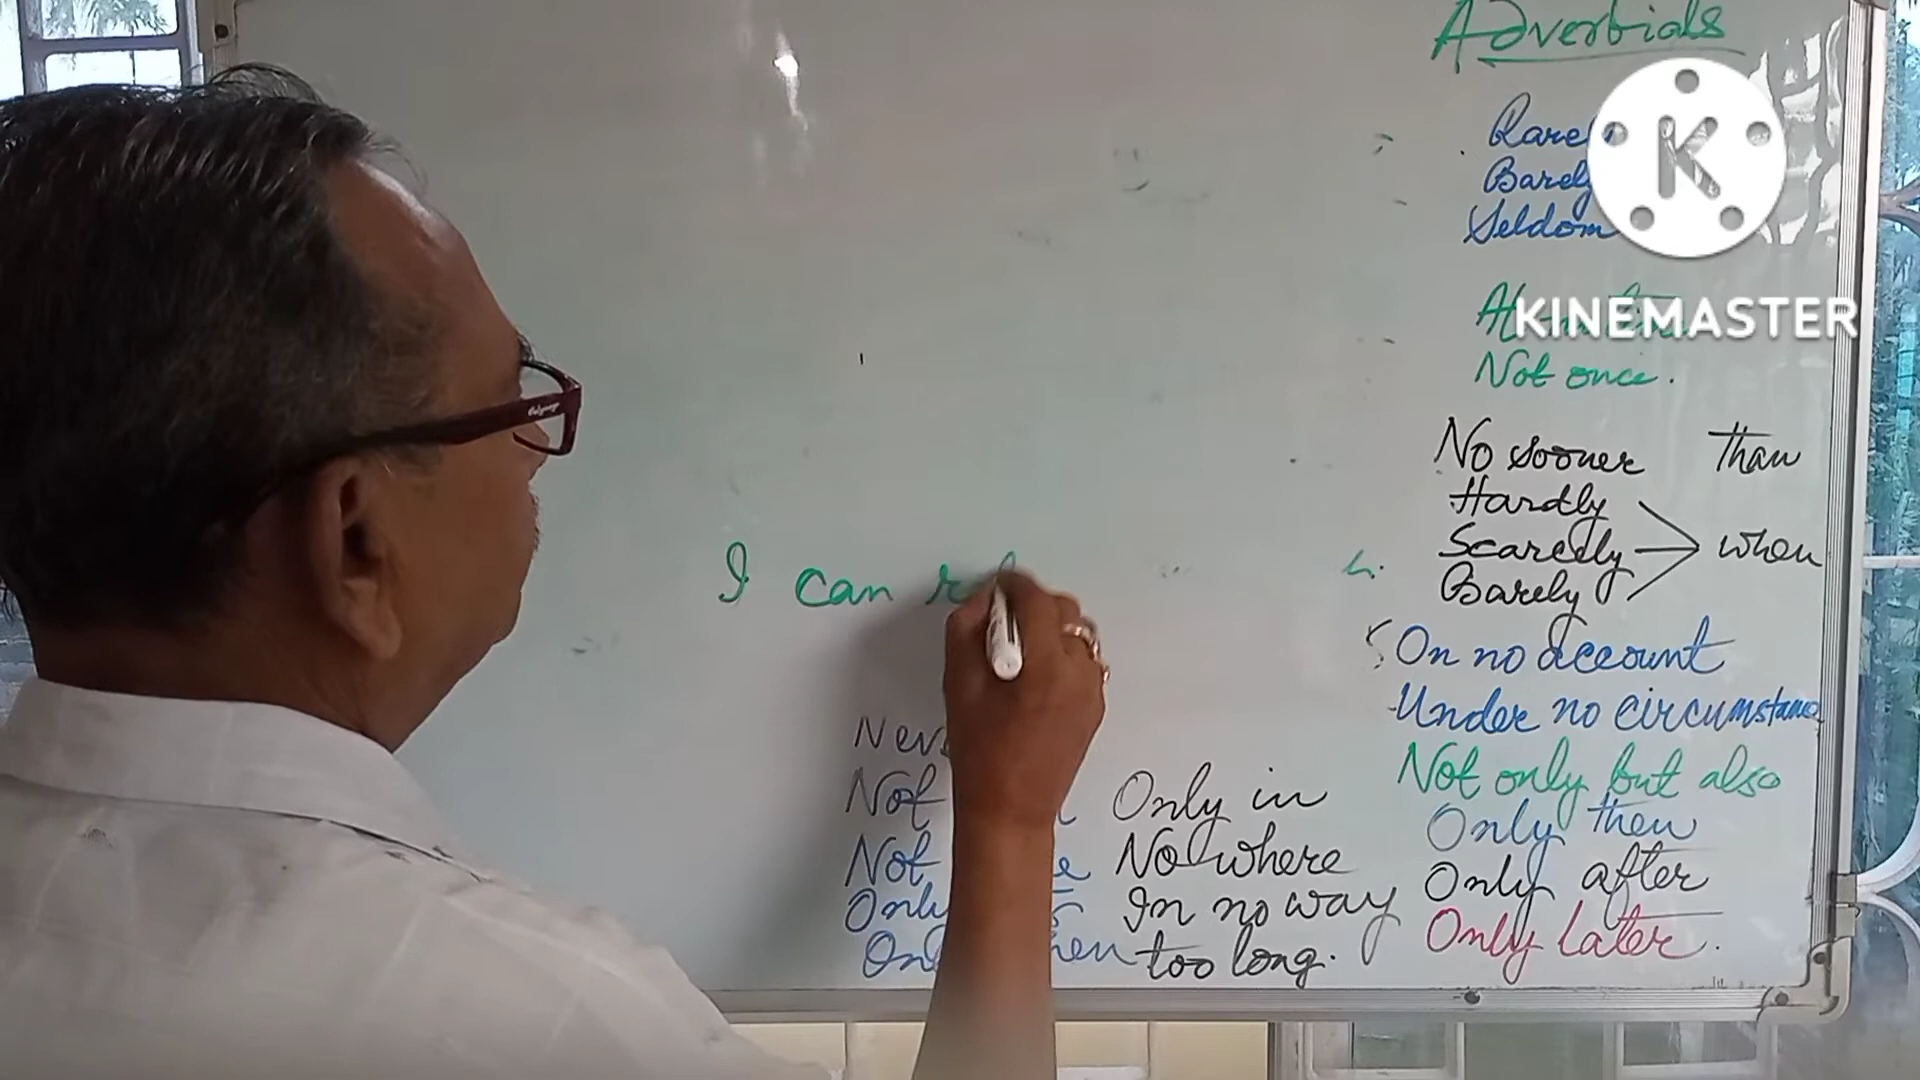 Adverbials
Barely
Seldom
Not once.
No sooner than
Hardly
Scarcely when
Barely
On no account
Under no circumstance
Not only but also
Only then
Only after
Only later.
I can
Only in
No where
In no way
too long.
Not
Not
KINEMASTER